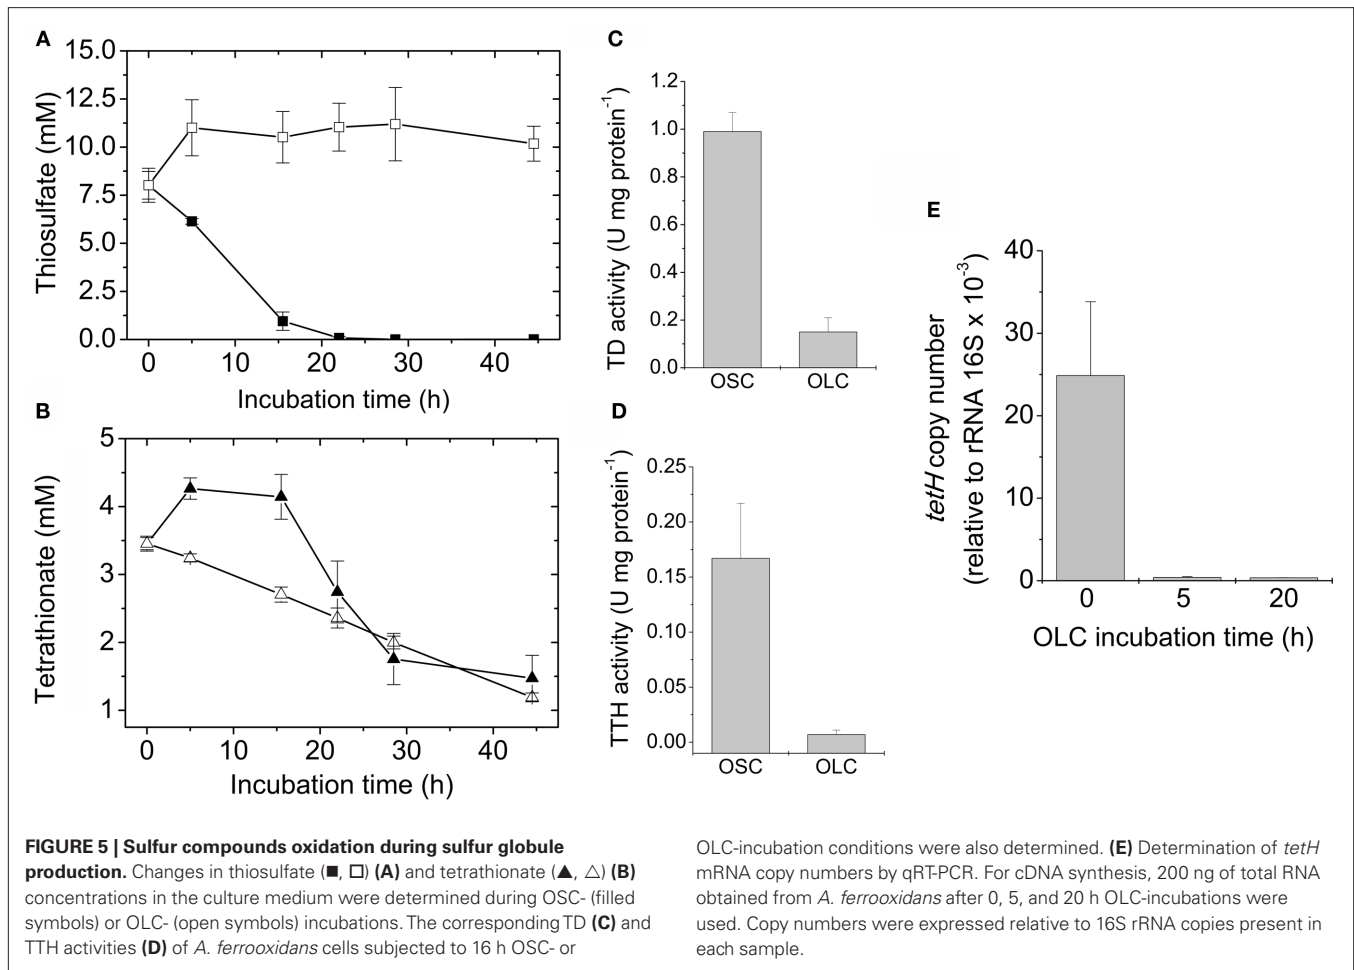 A
15.0
12.5
10.0
7.5
5.0
2.5
0.0
Thiosulfate (mM)
0 10 20 30 40
Incubation time (h)
B
5
4
3
2
1
Tetrathionate (mM)
0 10 20 30 40
Incubation time (h)
C
1.2
1.0
0.8
0.6
0.4
0.2
0.0
TD activity (U mg protein⁻¹)
OSC OLC
D
0.25
0.20
0.15
0.10
0.05
0.00
TTH activity (U mg protein⁻¹)
OSC OLC
E
40
30
20
10
0
tetH copy number
(relative to rRNA 16S x 10⁻³)
0 5 20
OLC incubation time (h)
FIGURE 5 | Sulfur compounds oxidation during sulfur globule
production. Changes in thiosulfate (■, □) (A) and tetrathionate (▲, △) (B)
concentrations in the culture medium were determined during OSC- (filled
symbols) or OLC- (open symbols) incubations. The corresponding TD (C) and
TTH activities (D) of A. ferrooxidans cells subjected to 16 h OSC- or
OLC-incubation conditions were also determined. (E) Determination of tetH
mRNA copy numbers by qRT-PCR. For cDNA synthesis, 200 ng of total RNA
obtained from A. ferrooxidans after 0, 5, and 20 h OLC-incubations were
used. Copy numbers were expressed relative to 16S rRNA copies present in
each sample.